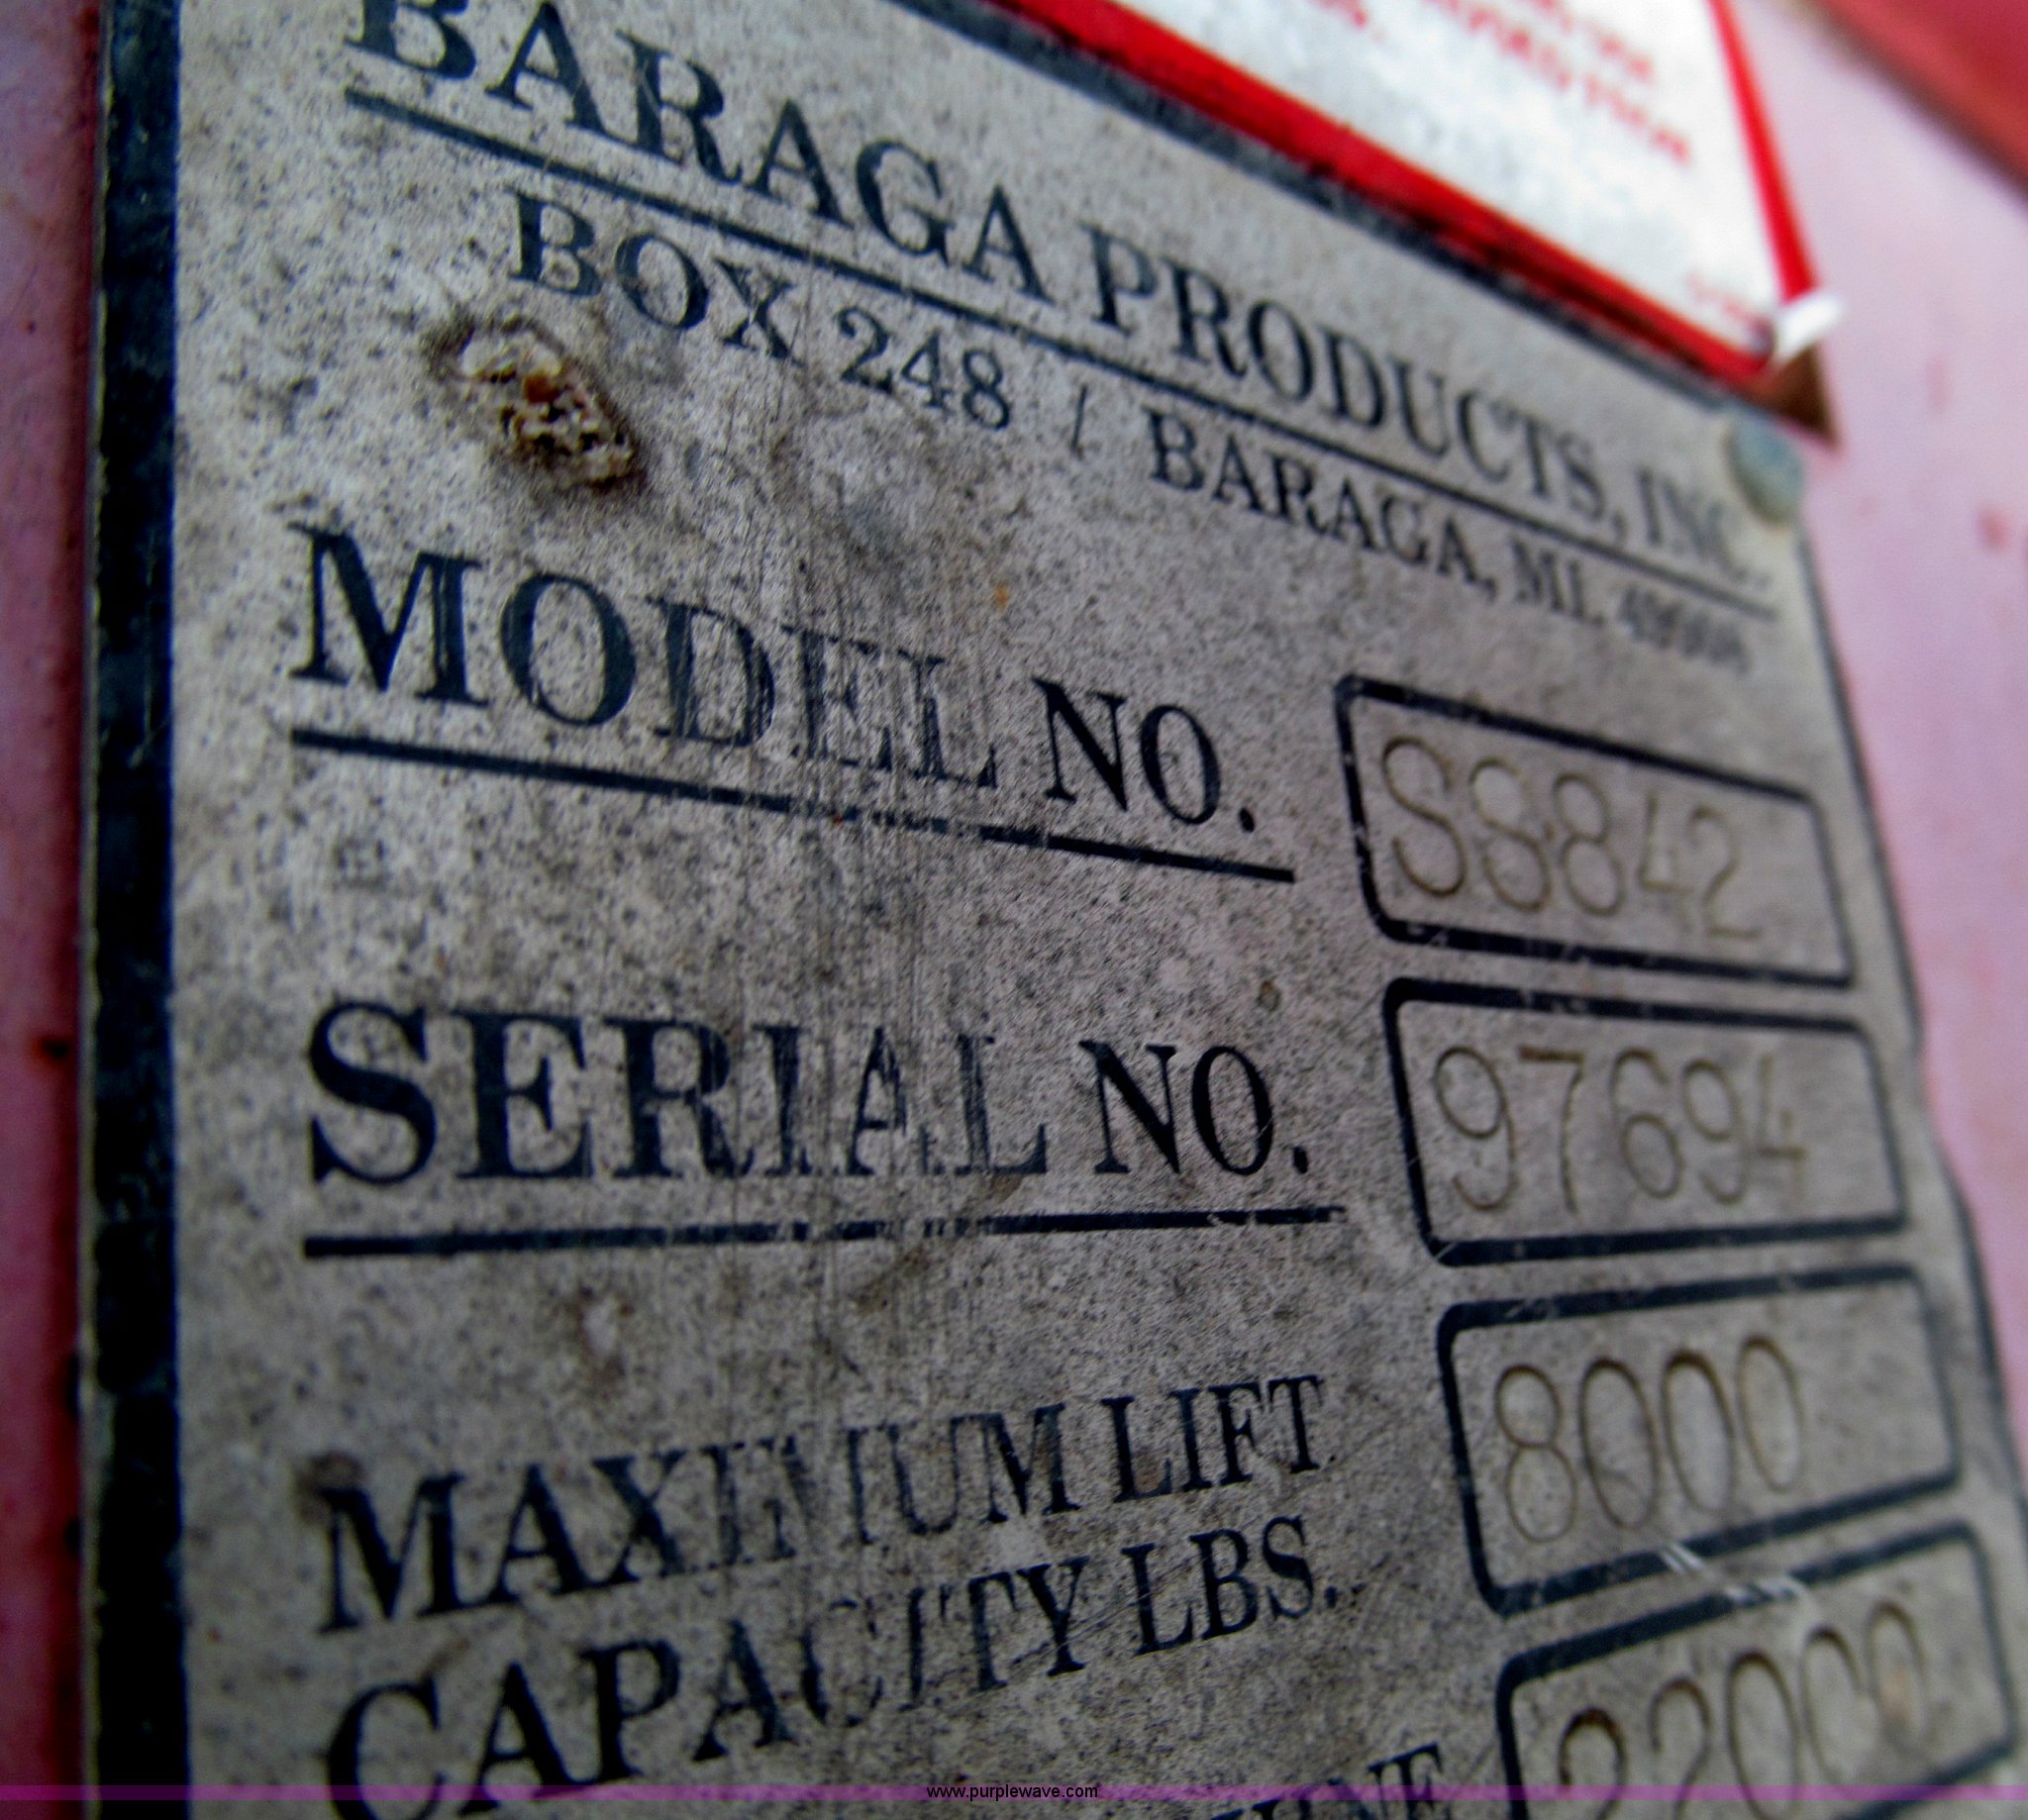 BARAGA PRODUCTS, INC.
BOX 248 / BARAGA, MI.
MODEL NO. SS842
SERIAL NO. 97694
MAXIMUM LIFT
CAPACITY LBS. 8000
22000
www.purplewave.com